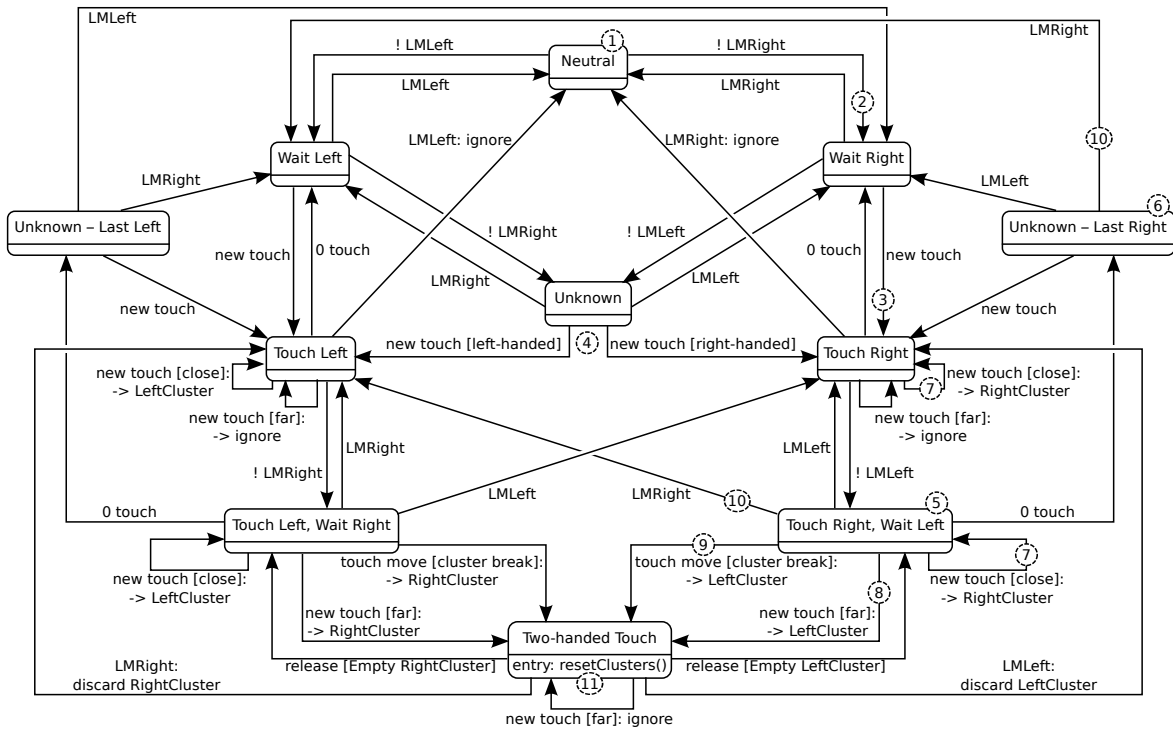 LMLeft
LMRight
! LMLeft
1
! LMRight
Neutral
LMLeft
LMRight
2
LMLeft: ignore
LMRight: ignore
10
Wait Left
Wait Right
LMRight
LMLeft
6
Unknown – Last Left
Unknown – Last Right
new touch
0 touch
! LMRight
! LMLeft
0 touch
new touch
LMRight
LMLeft
Unknown
3
new touch
new touch
new touch [left-handed]
4
new touch [right-handed]
Touch Left
Touch Right
new touch [close]:
-> LeftCluster
7
new touch [close]:
-> RightCluster
new touch [far]:
-> ignore
new touch [far]:
-> ignore
LMRight
LMLeft
! LMRight
! LMLeft
LMLeft
LMRight
10
5
0 touch
0 touch
Touch Left, Wait Right
Touch Right, Wait Left
9
7
touch move [cluster break]:
-> RightCluster
touch move [cluster break]:
-> LeftCluster
new touch [close]:
-> LeftCluster
new touch [close]:
-> RightCluster
8
new touch [far]:
-> RightCluster
new touch [far]:
-> LeftCluster
Two-handed Touch
entry: resetClusters()
release [Empty RightCluster]
release [Empty LeftCluster]
LMRight:
discard RightCluster
LMLeft:
discard LeftCluster
11
new touch [far]: ignore